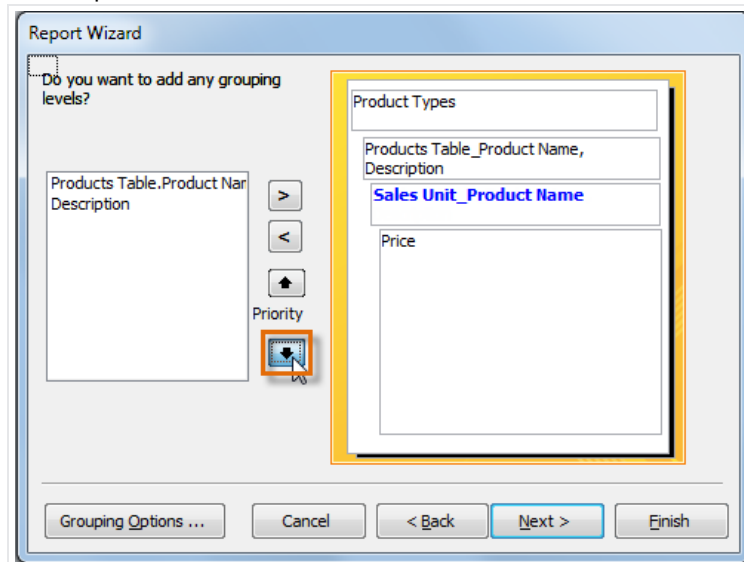 Report Wizard
Do you want to add any grouping
levels?
Product Types
Products Table_Product Name,
Description
Sales Unit_Product Name
Price
Products Table.Product Nar
Description
>
<
Priority
Grouping Options ...
Cancel
< Back
Next >
Finish